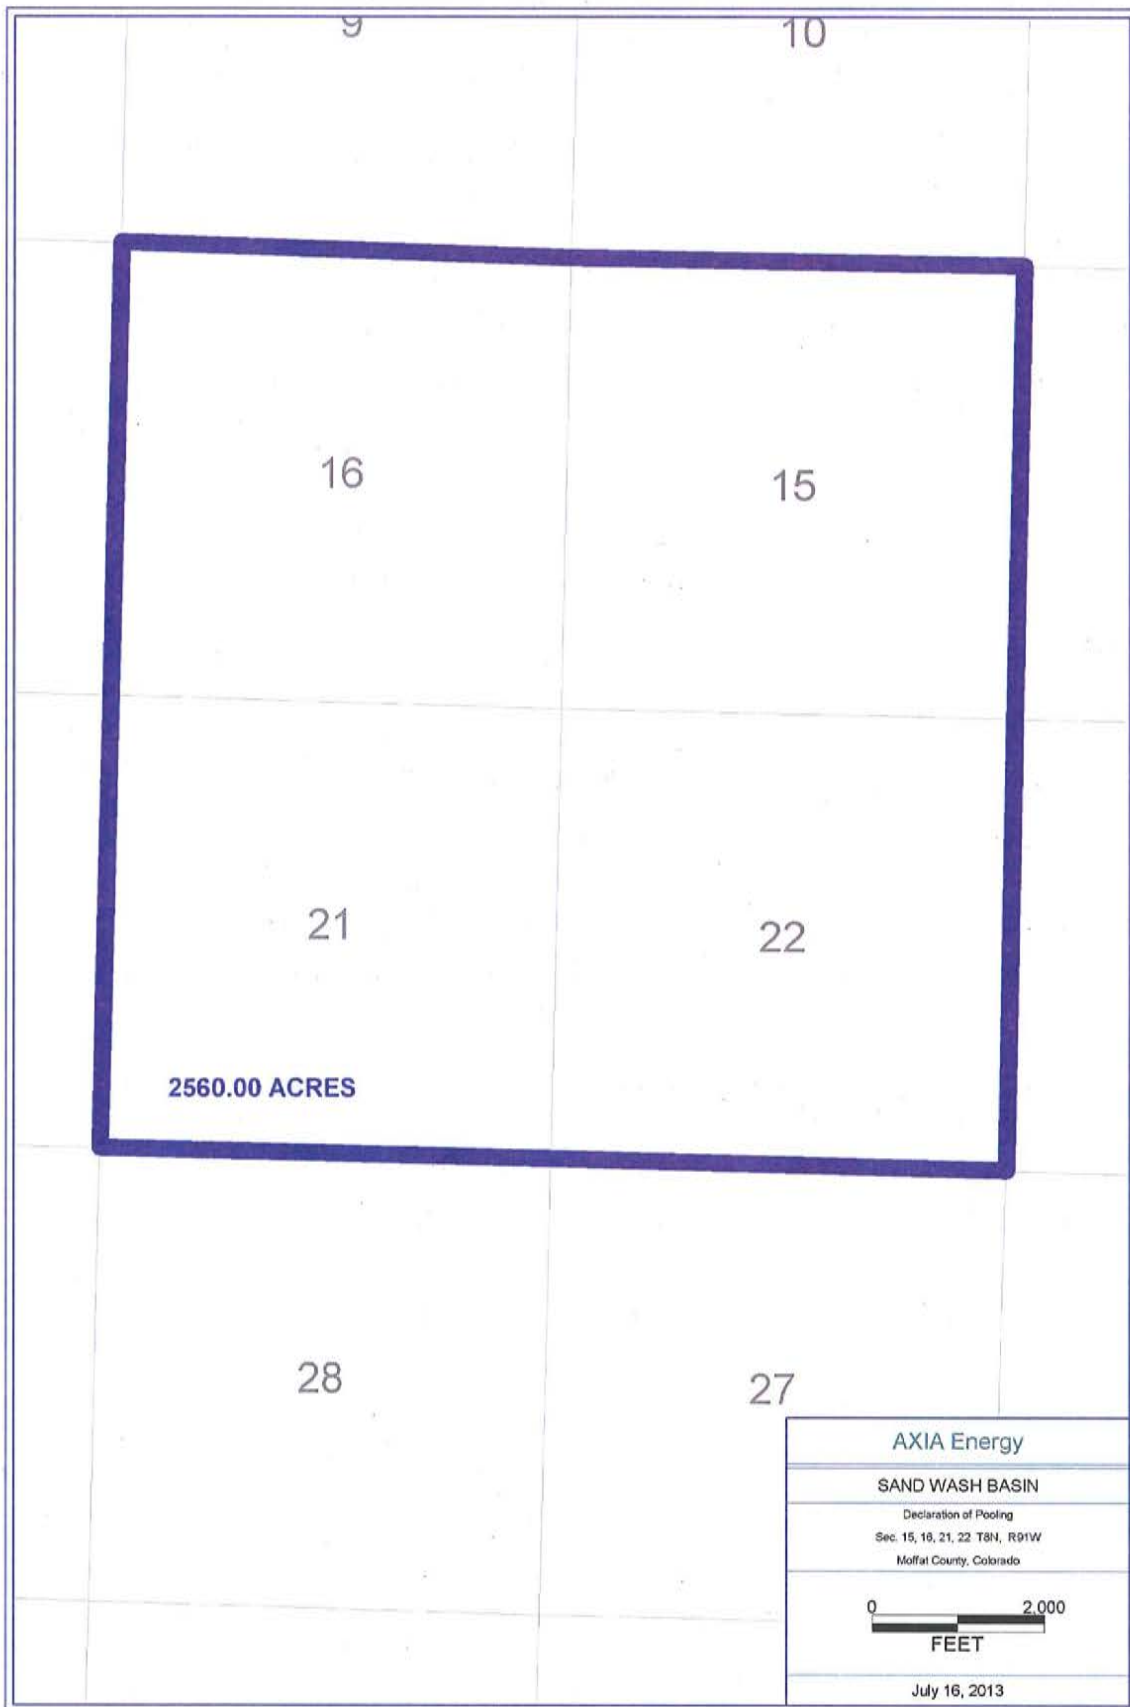 9
10
16
15
21
22
2560.00 ACRES
28
27
AXIA Energy
SAND WASH BASIN
Declaration of Pooling
Sec. 15, 16, 21, 22 T8N, R91W
Moffat County, Colorado
0 2,000
FEET
July 16, 2013